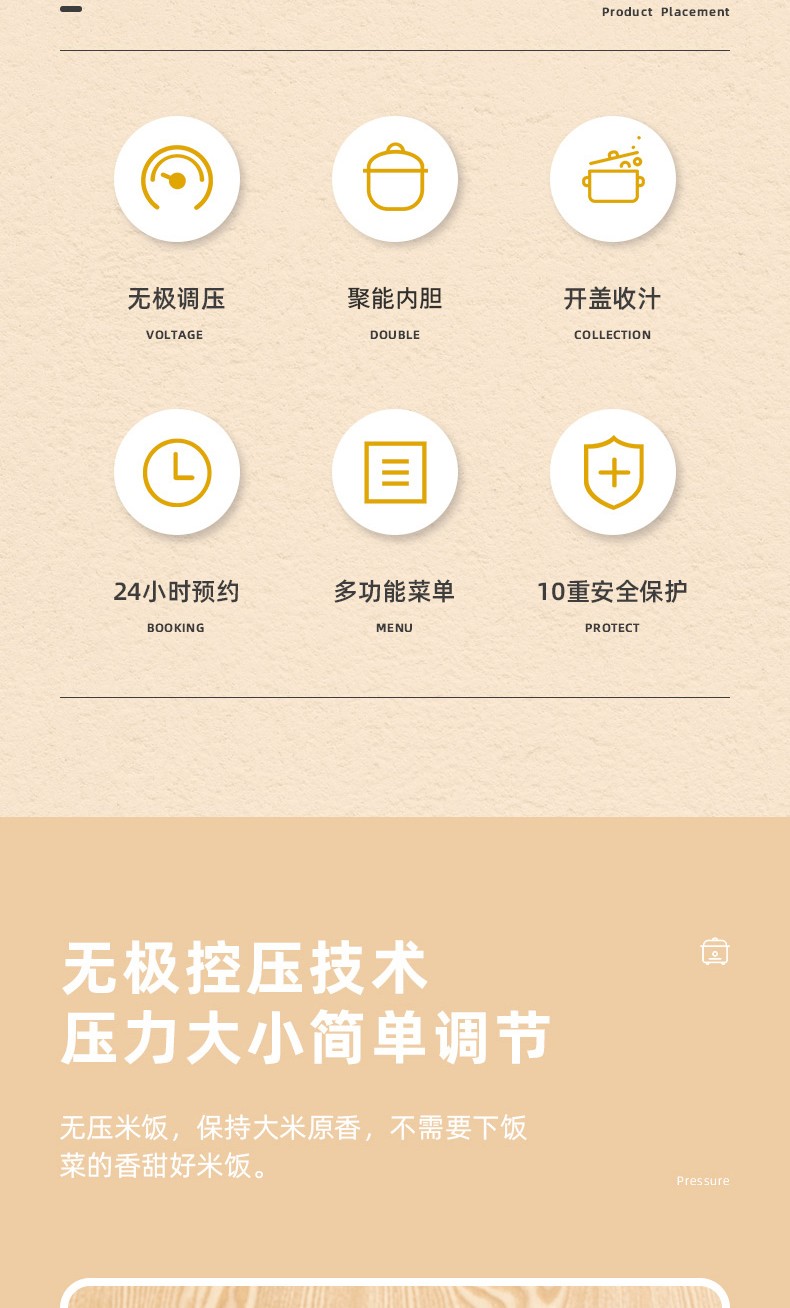 Product Placement
无极调压
VOLTAGE
聚能内胆
DOUBLE
开盖收汁
COLLECTION
24小时预约
BOOKING
多功能菜单
MENU
10重安全保护
PROTECT
无极控压技术
压力大小简单调节
无压米饭，保持大米原香，不需要下饭
菜的香甜好米饭。
Pressure